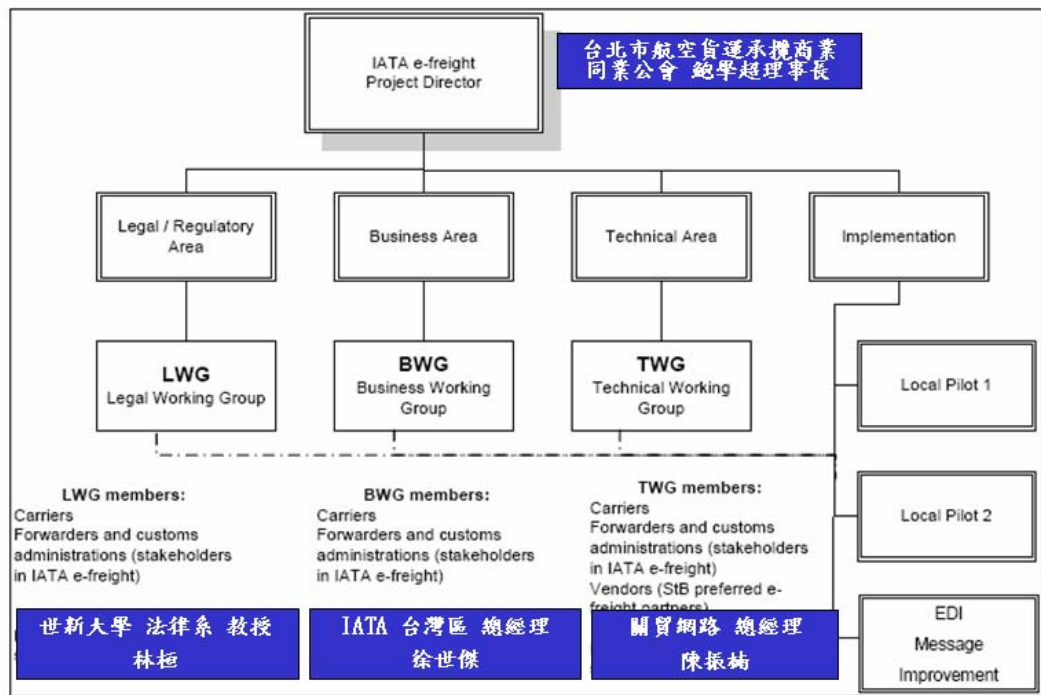 IATA e-freight
Project Director
台北市航空貨運承攬商業
同業公會 鮑學超理事長
Legal / Regulatory
Area
Business Area
Technical Area
Implementation
LWG
Legal Working Group
BWG
Business Working
Group
TWG
Technical Working
Group
Local Pilot 1
Local Pilot 2
EDI
Message
Improvement
LWG members:
Carriers
Forwarders and customs
administrations (stakeholders
in IATA e-freight)
BWG members:
Carriers
Forwarders and customs
administrations (stakeholders
in IATA e-freight)
TWG members:
Carriers
Forwarders and customs
administrations (stakeholders
in IATA e-freight)
Vendors (StB preferred e-
freight partners)
世新大學 法律系 教授
林桓
IATA 台灣區 總經理
徐世傑
關貿網路 總經理
陳振楠